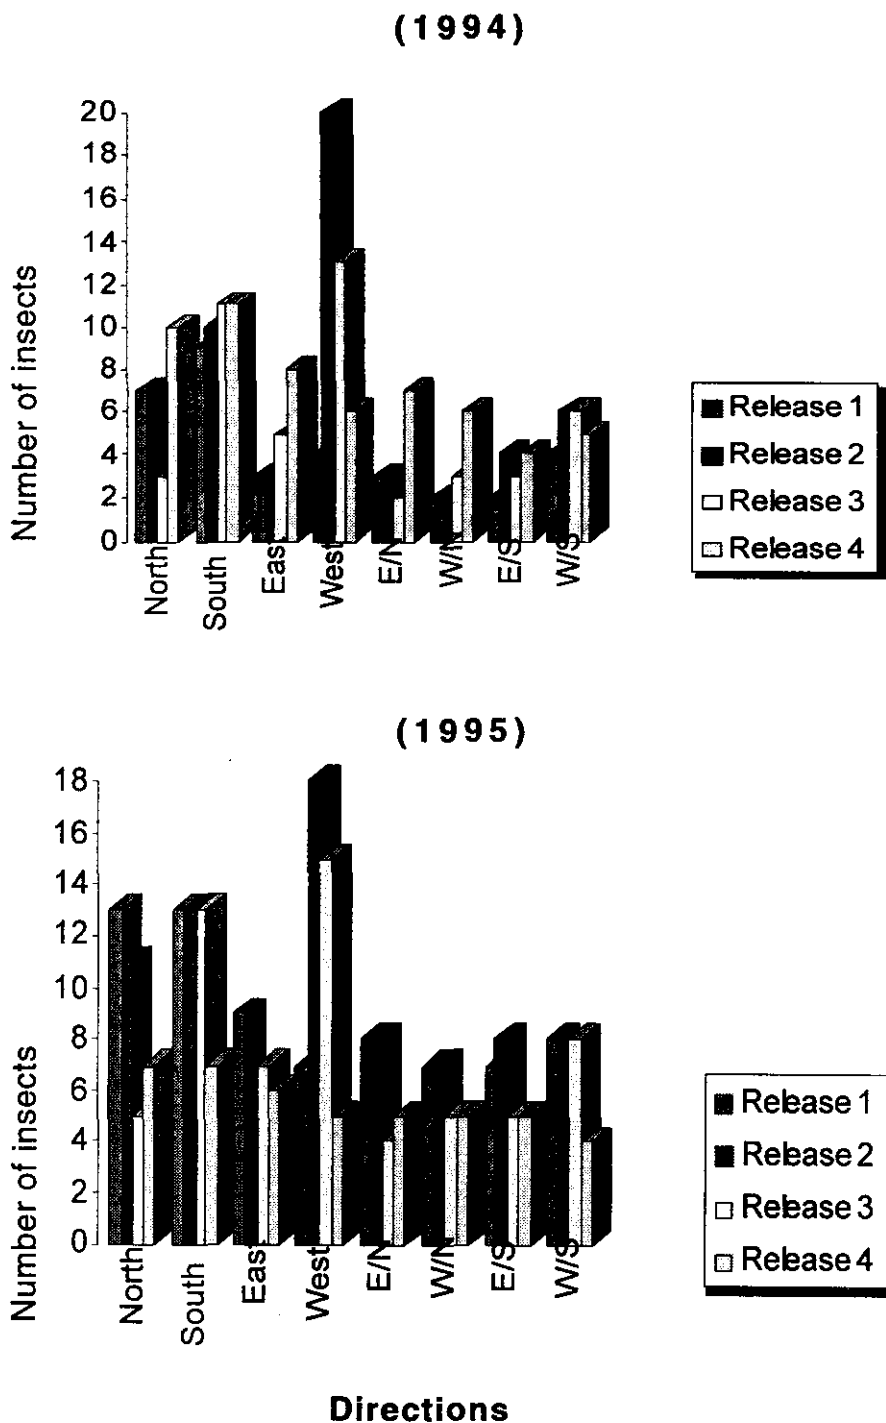 (1994)
Number of insects
20
18
16
14
12
10
8
6
4
2
0
North
South
East
West
E/N
W/N
E/S
W/S
Release 1
Release 2
Release 3
Release 4
(1995)
Number of insects
18
16
14
12
10
8
6
4
2
0
North
South
East
West
E/N
W/N
E/S
W/S
Release 1
Release 2
Release 3
Release 4
Directions